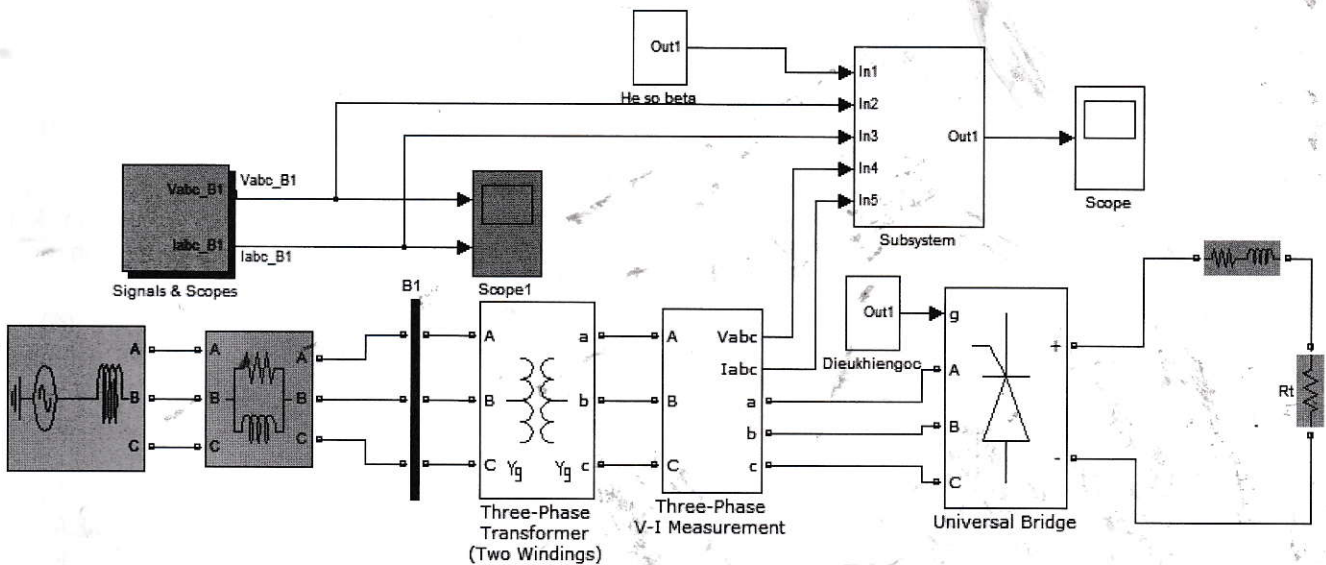 Out1
He so beta
In1
In2
In3
In4
In5
Out1
Subsystem
Scope
Vabc_B1
Iabc_B1
Vabc_B1
Iabc_B1
Signals & Scopes
Scope1
B1
A
B
C
A
B
C
A
B
C
A
B
C
a
b
c
Yg
Yg
Three-Phase
Transformer
(Two Windings)
A
B
C
Vabc
Iabc
a
b
c
Three-Phase
V-I Measurement
Out1
Dieukhiengoc
g
A
B
C
+
-
Universal Bridge
Rt